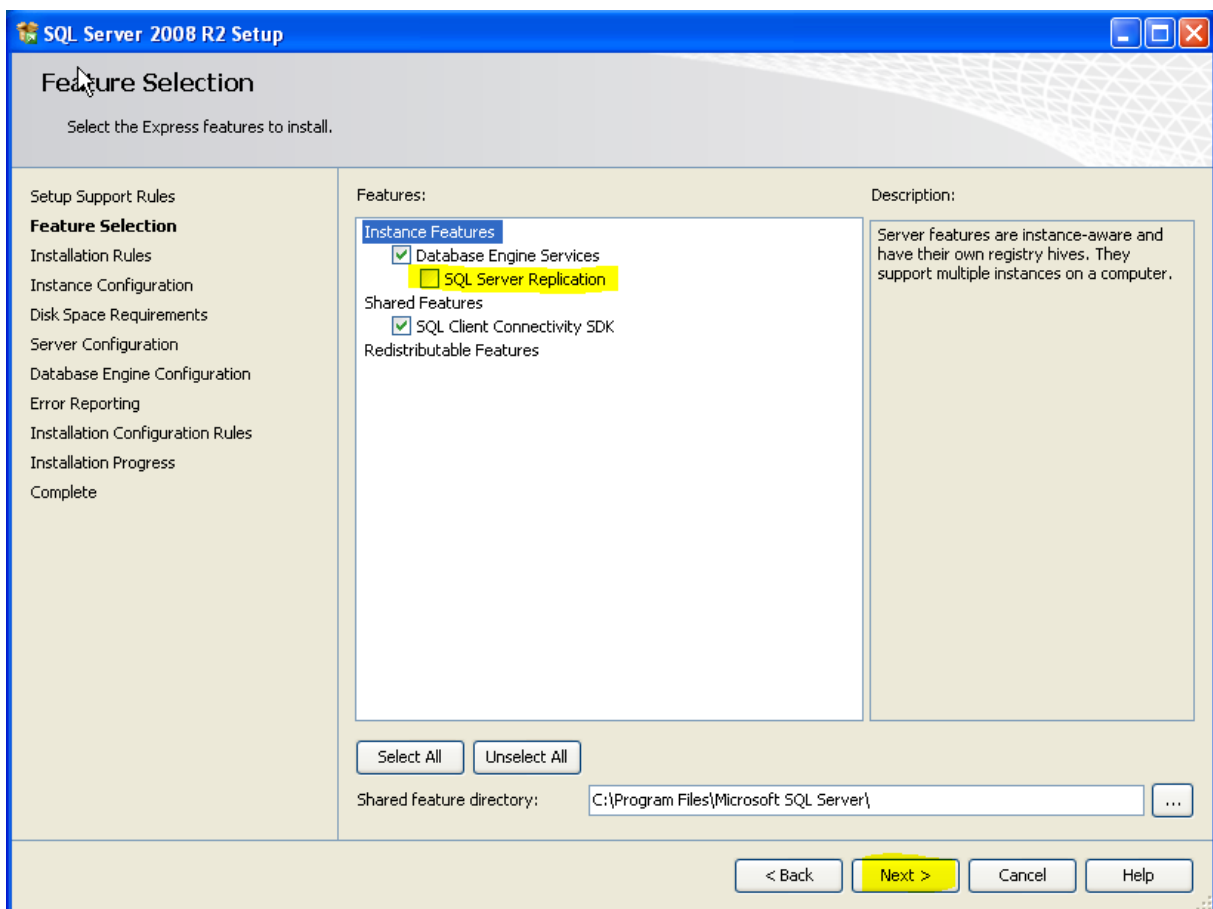 SQL Server 2008 R2 Setup
Feature Selection
Select the Express features to install.
Setup Support Rules
Feature Selection
Installation Rules
Instance Configuration
Disk Space Requirements
Server Configuration
Database Engine Configuration
Error Reporting
Installation Configuration Rules
Installation Progress
Complete
Features:
Instance Features
Database Engine Services
SQL Server Replication
Shared Features
SQL Client Connectivity SDK
Redistributable Features
Description:
Server features are instance-aware and
have their own registry hives. They
support multiple instances on a computer.
Select All
Unselect All
Shared feature directory:
C:\Program Files\Microsoft SQL Server\
...
< Back
Next >
Cancel
Help